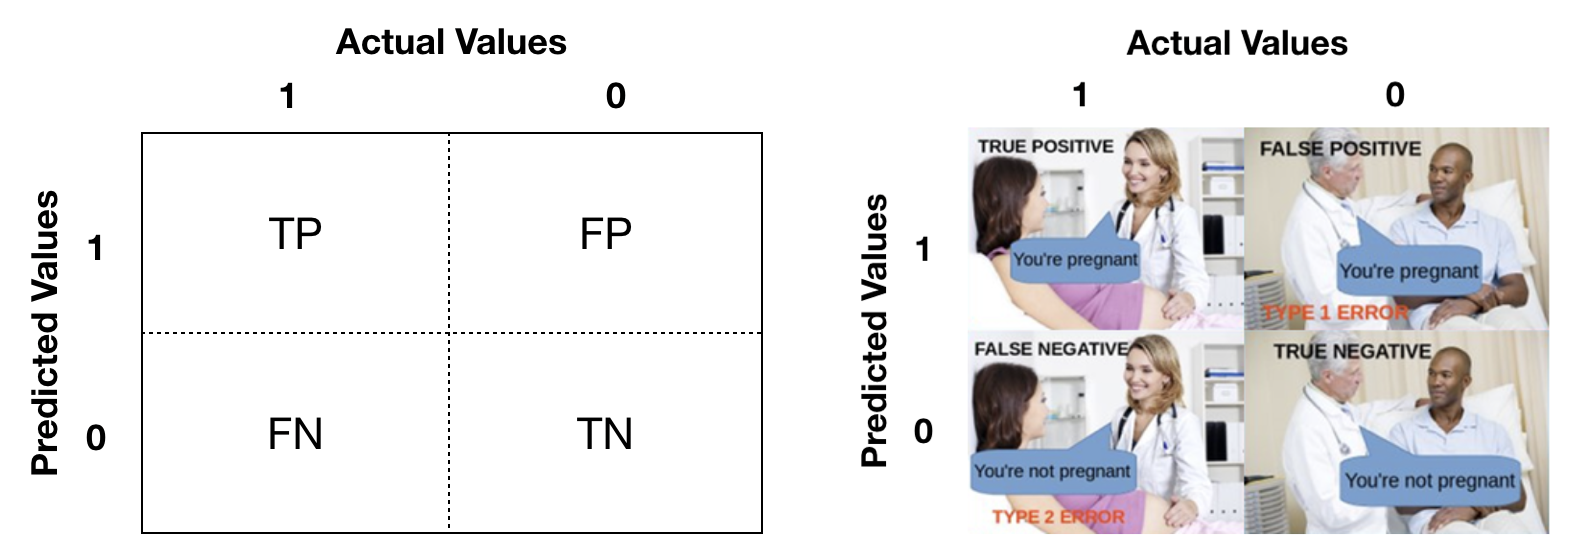 Actual Values
1 0
Predicted Values
1
TP FP
0
FN TN
Actual Values
1 0
Predicted Values
1
TRUE POSITIVE
You're pregnant
FALSE POSITIVE
You're pregnant
TYPE 1 ERROR
0
FALSE NEGATIVE
You're not pregnant
TYPE 2 ERROR
TRUE NEGATIVE
You're not pregnant